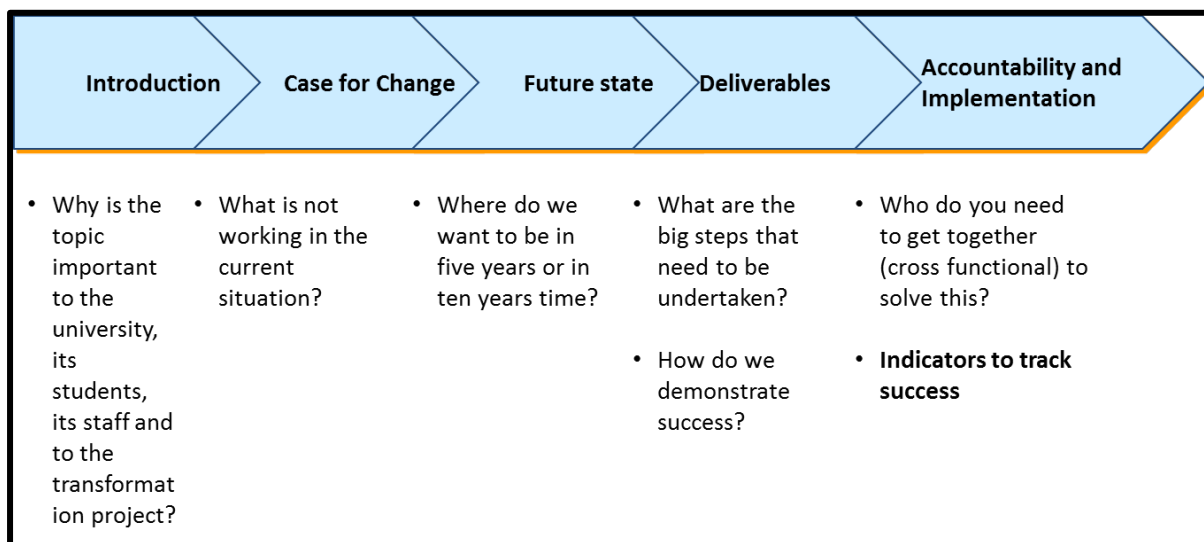 Introduction
Case for Change
Future state
Deliverables
Accountability and
Implementation
• Why is the
topic
important
to the
university,
its
students,
its staff and
to the
transformat
ion project?
• What is not
working in the
current
situation?
• Where do we
want to be in
five years or in
ten years time?
• What are the
big steps that
need to be
undertaken?
• How do we
demonstrate
success?
• Who do you need
to get together
(cross functional) to
solve this?
• Indicators to track
success